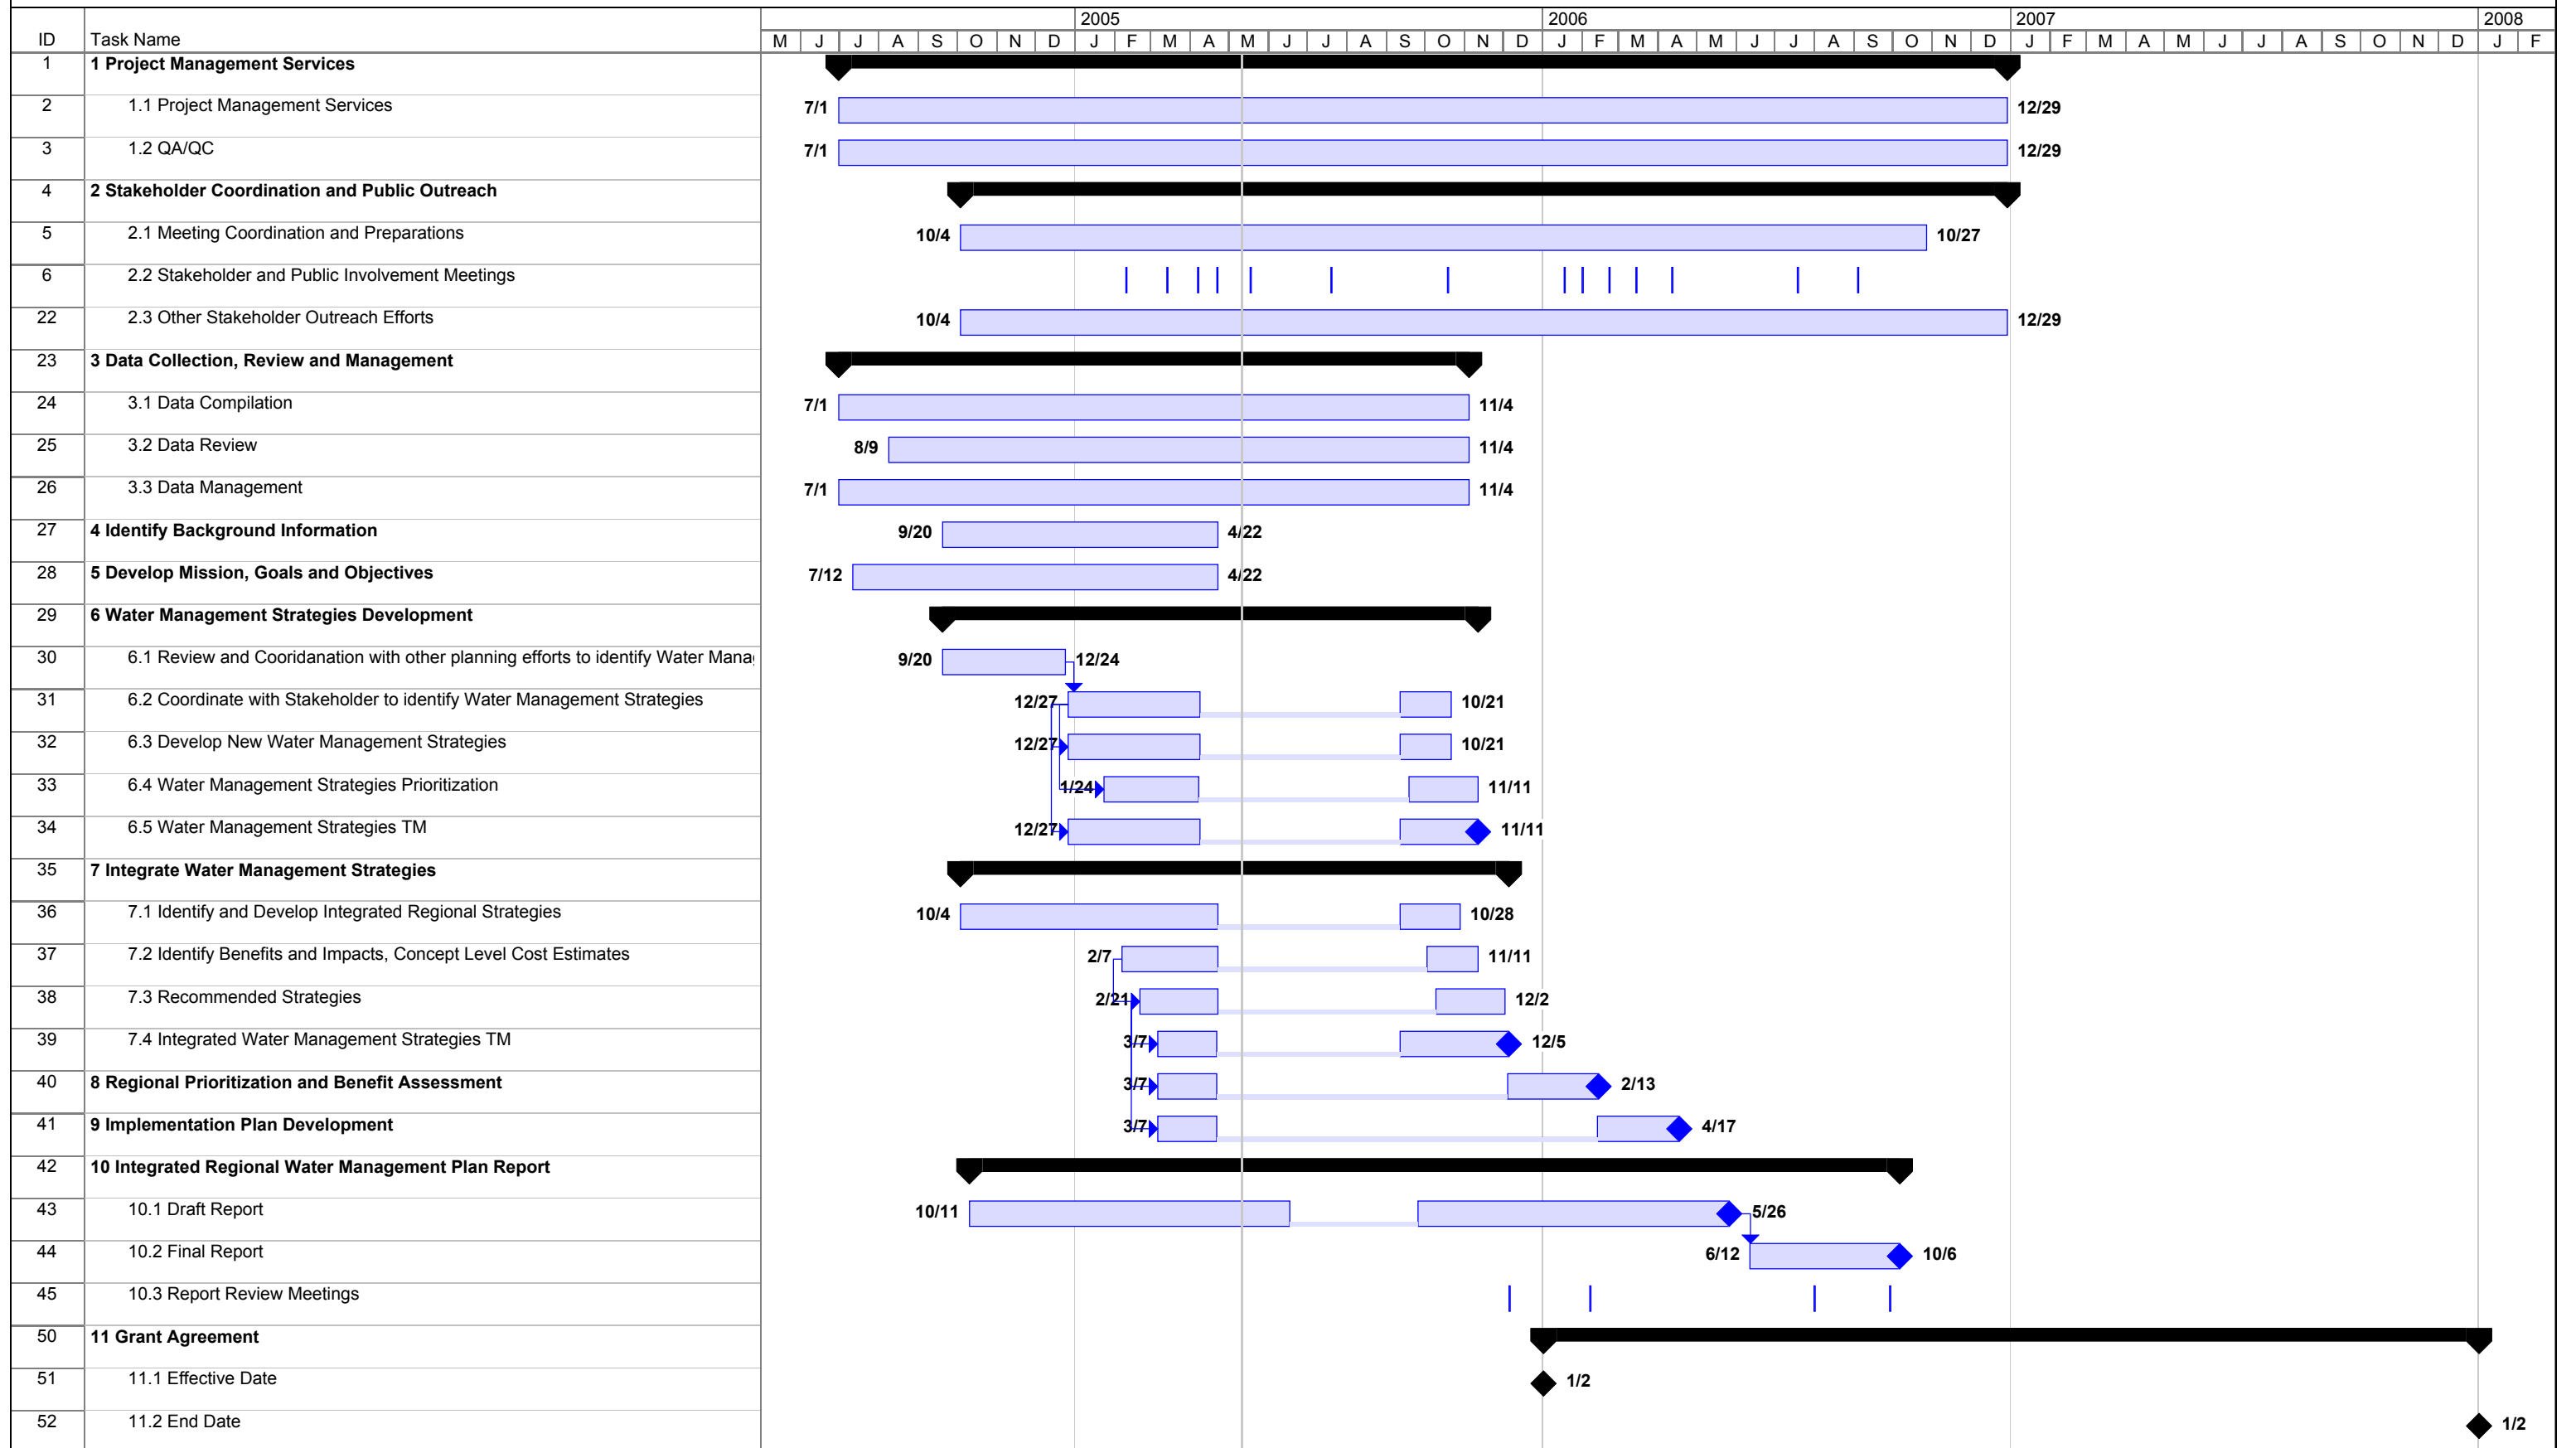 2005 2006 2007 2008
ID Task Name M J J A S O N D J F M A M J J A S O N D J F M A M J J A S O N D J F M A M J J A S O N D J F
1 1 Project Management Services
2 1.1 Project Management Services 7/1 12/29
3 1.2 QA/QC 7/1 12/29
4 2 Stakeholder Coordination and Public Outreach
5 2.1 Meeting Coordination and Preparations 10/4 10/27
6 2.2 Stakeholder and Public Involvement Meetings
22 2.3 Other Stakeholder Outreach Efforts 10/4 12/29
23 3 Data Collection, Review and Management
24 3.1 Data Compilation 7/1 11/4
25 3.2 Data Review 8/9 11/4
26 3.3 Data Management 7/1 11/4
27 4 Identify Background Information 9/20 4/22
28 5 Develop Mission, Goals and Objectives 7/12 4/22
29 6 Water Management Strategies Development
30 6.1 Review and Cooridanation with other planning efforts to identify Water Mana 9/20 12/24
31 6.2 Coordinate with Stakeholder to identify Water Management Strategies 12/27 10/21
32 6.3 Develop New Water Management Strategies 12/27 10/21
33 6.4 Water Management Strategies Prioritization 1/24 11/11
34 6.5 Water Management Strategies TM 12/27 11/11
35 7 Integrate Water Management Strategies
36 7.1 Identify and Develop Integrated Regional Strategies 10/4 10/28
37 7.2 Identify Benefits and Impacts, Concept Level Cost Estimates 2/7 11/11
38 7.3 Recommended Strategies 2/21 12/2
39 7.4 Integrated Water Management Strategies TM 3/7 12/5
40 8 Regional Prioritization and Benefit Assessment 3/7 2/13
41 9 Implementation Plan Development 3/7 4/17
42 10 Integrated Regional Water Management Plan Report
43 10.1 Draft Report 10/11 5/26
44 10.2 Final Report 6/12 10/6
45 10.3 Report Review Meetings
50 11 Grant Agreement
51 11.1 Effective Date 1/2
52 11.2 End Date 1/2